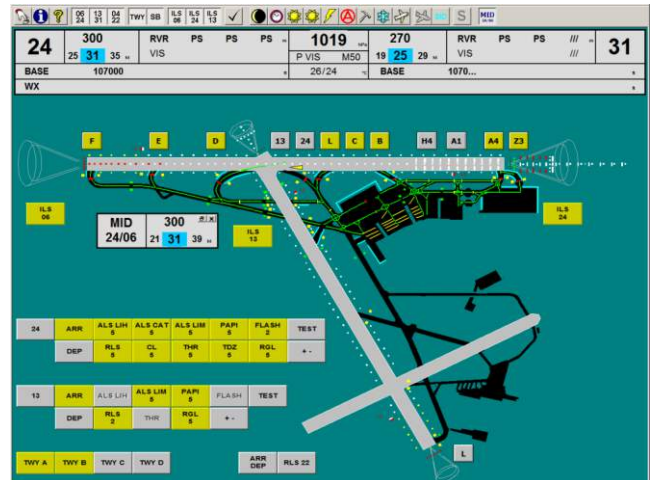 06 24 13 31 04 22 TWY SB ILS 06 ILS 24 ILS 13 S MID
24 300 RVR PS PS PS 1019 270 RVR PS PS /// 31
25 31 35 VIS P VIS M50 19 25 29 VIS ///
BASE 107000 26/24 BASE 1070...
WX
F E D 13 24 L C B H4 A1 A4 Z3
ILS 06
ILS 13
ILS 24
MID 300
24/06 21 31 39
24 ARR ALS LIH 5 ALS CAT 5 ALS LIM 5 PAPI 5 FLASH 2 TEST
DEP RLS 5 CL 5 THR 5 TDZ 5 RGL 5 + -
13 ARR ALS LIH ALS LIM 5 PAPI 5 FLASH TEST
DEP RLS 2 THR RGL 5 + -
L
TWY A TWY B TWY C TWY D ARR DEP RLS 22